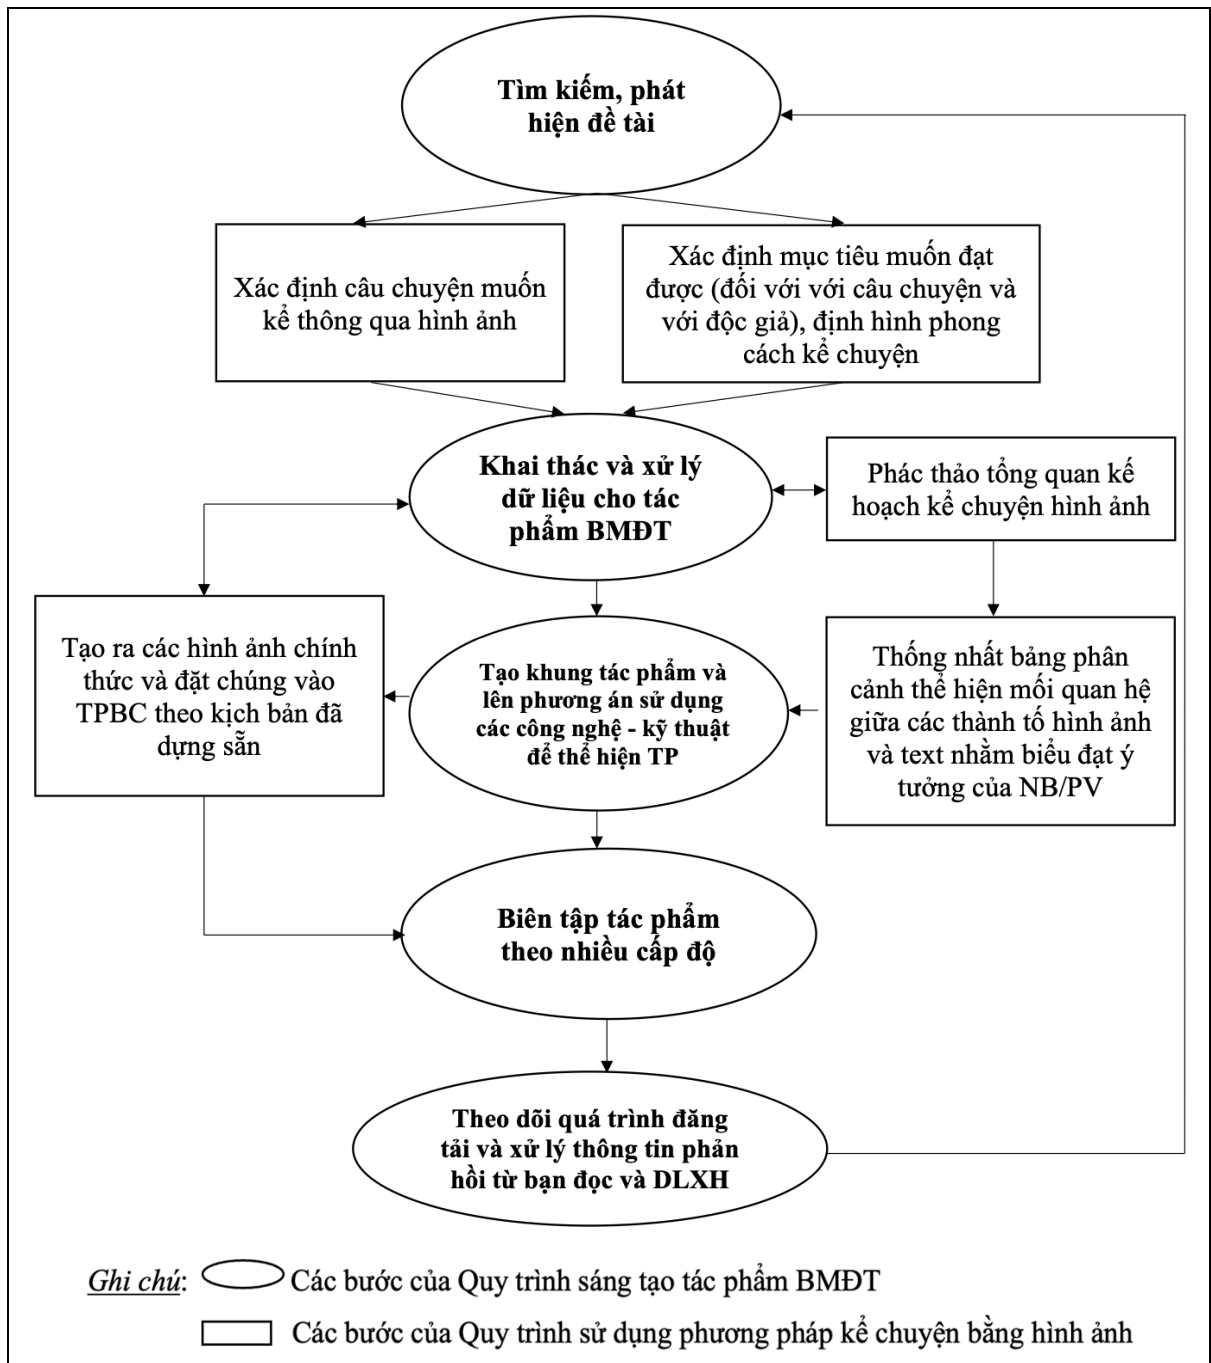 Tìm kiếm, phát
hiện đề tài
Xác định câu chuyện muốn
kể thông qua hình ảnh
Xác định mục tiêu muốn đạt
được (đối với với câu chuyện và
với độc giả), định hình phong
cách kể chuyện
Khai thác và xử lý
dữ liệu cho tác
phẩm BMĐT
Phác thảo tổng quan kế
hoạch kể chuyện hình ảnh
Tạo ra các hình ảnh chính
thức và đặt chúng vào
TPBC theo kịch bản đã
dựng sẵn
Tạo khung tác phẩm và
lên phương án sử dụng
các công nghệ - kỹ thuật
để thể hiện TP
Thống nhất bảng phân
cảnh thể hiện mối quan hệ
giữa các thành tố hình ảnh
và text nhằm biểu đạt ý
tưởng của NB/PV
Biên tập tác phẩm
theo nhiều cấp độ
Theo dõi quá trình đăng
tải và xử lý thông tin phản
hồi từ bạn đọc và DLXH
Ghi chú: Các bước của Quy trình sáng tạo tác phẩm BMĐT
Các bước của Quy trình sử dụng phương pháp kể chuyện bằng hình ảnh